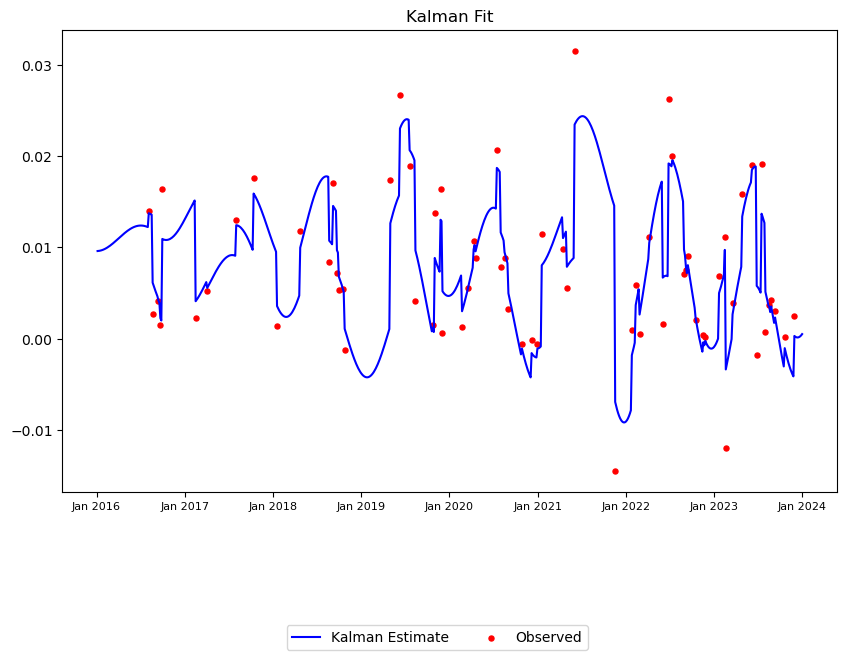 Kalman Fit
0.03
0.02
0.01
0.00
−0.01
Jan 2016 Jan 2017 Jan 2018 Jan 2019 Jan 2020 Jan 2021 Jan 2022 Jan 2023 Jan 2024
Kalman Estimate Observed